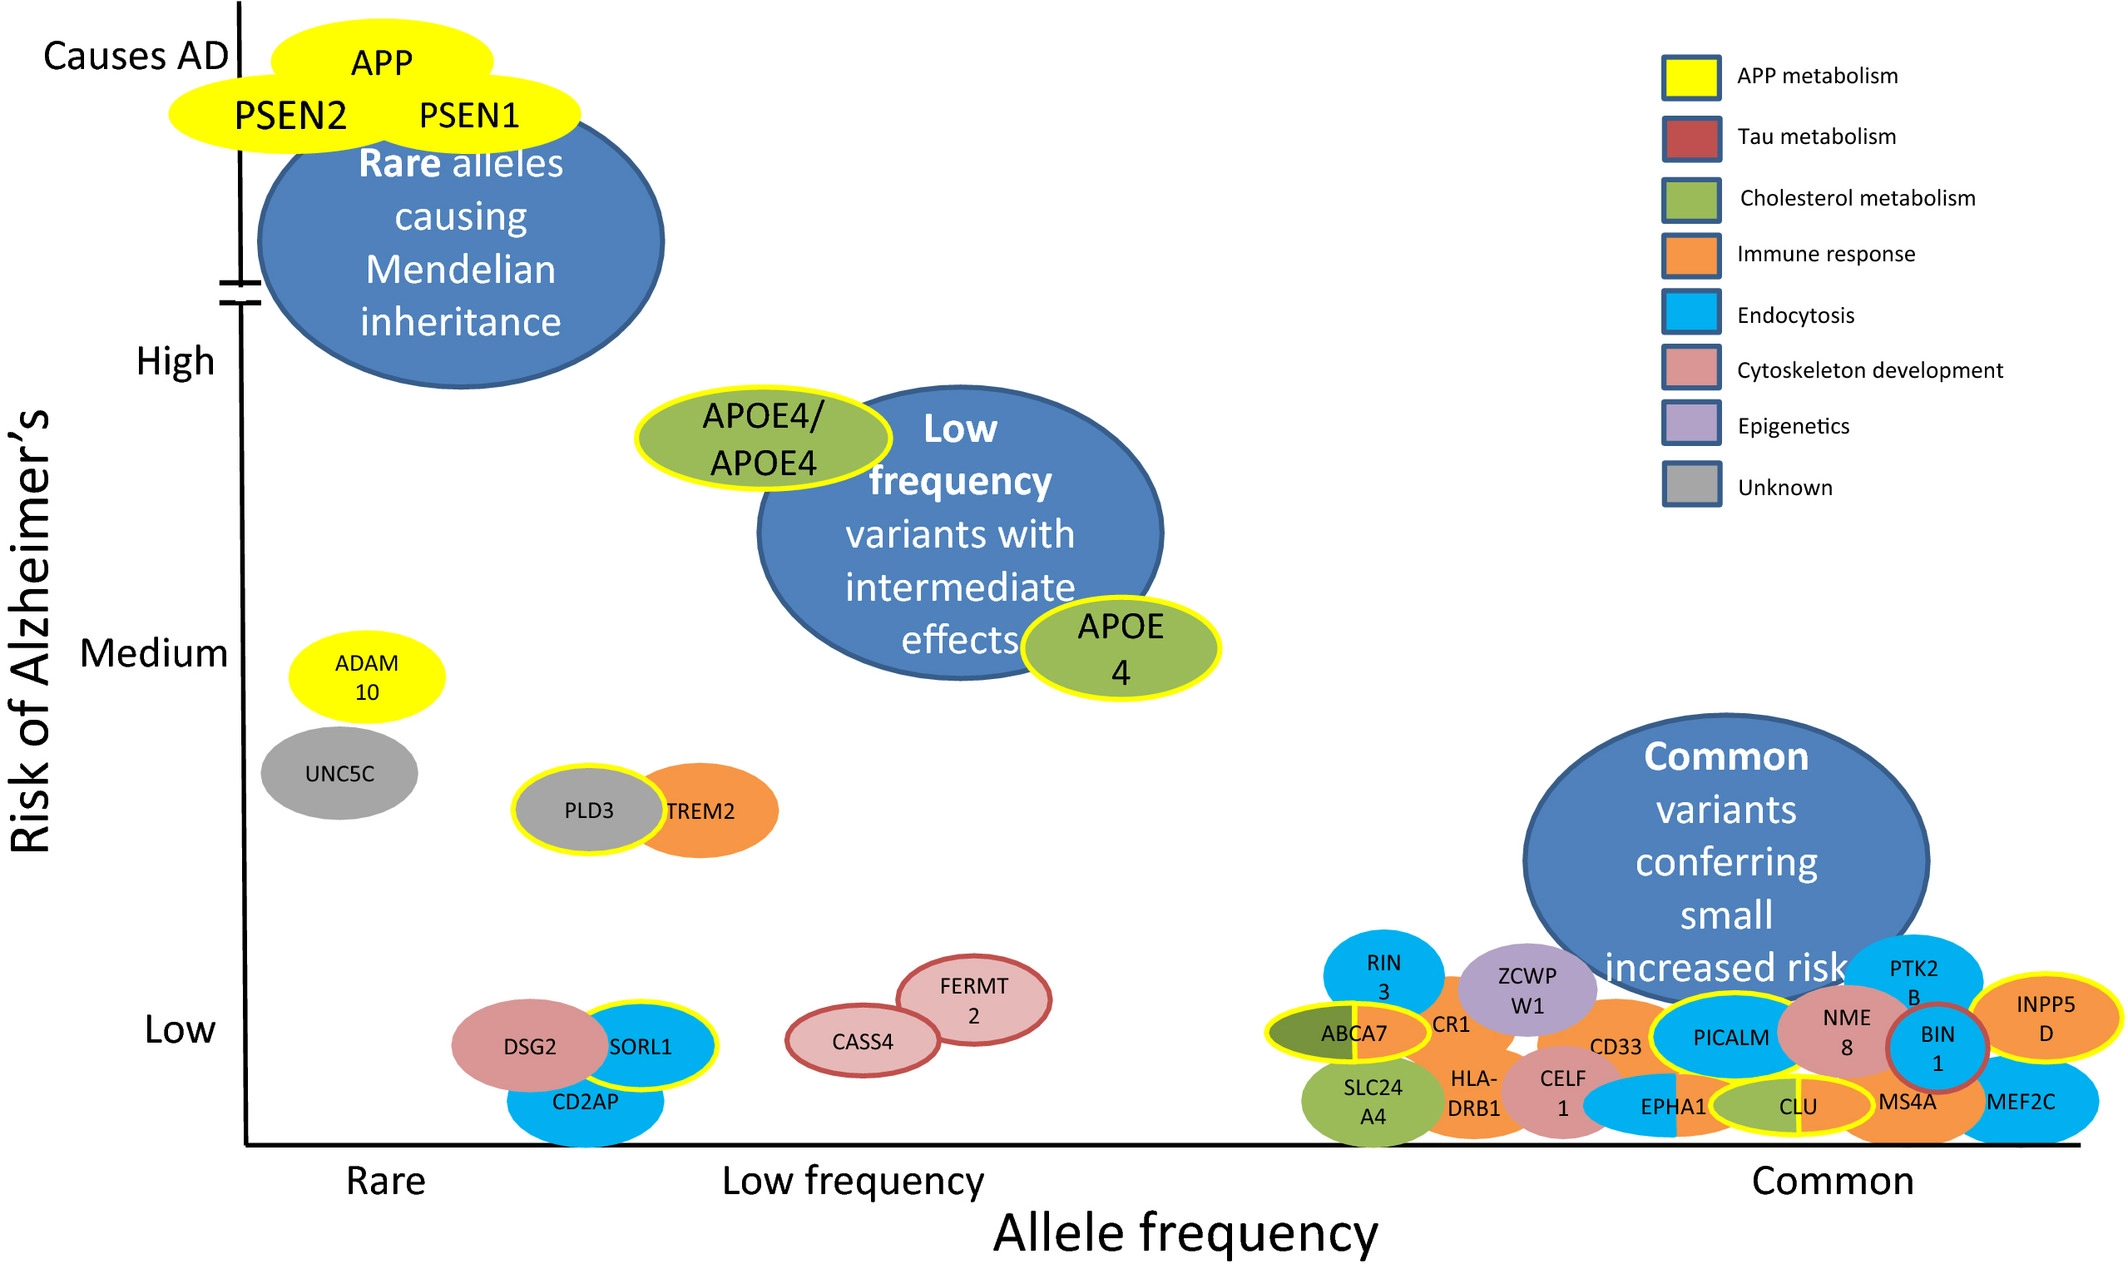 Causes AD
High
Medium
Low
Risk of Alzheimer's
APP
PSEN2
PSEN1
Rare alleles
causing
Mendelian
inheritance
APOE4/
APOE4
Low
frequency
variants with
intermediate
effects
APOE
4
ADAM
10
UNC5C
PLD3
TREM2
DSG2
SORL1
CD2AP
FERMT
2
CASS4
Common
variants
conferring
small
increased risk
RIN
3
ABCA7
CR1
ZCWP
W1
CD33
PICALM
NME
8
PTK2
B
BIN
1
INPP5
D
SLC24
A4
HLA-
DRB1
CELF
1
EPHA1
CLU
MS4A
MEF2C
APP metabolism
Tau metabolism
Cholesterol metabolism
Immune response
Endocytosis
Cytoskeleton development
Epigenetics
Unknown
Rare
Low frequency
Common
Allele frequency